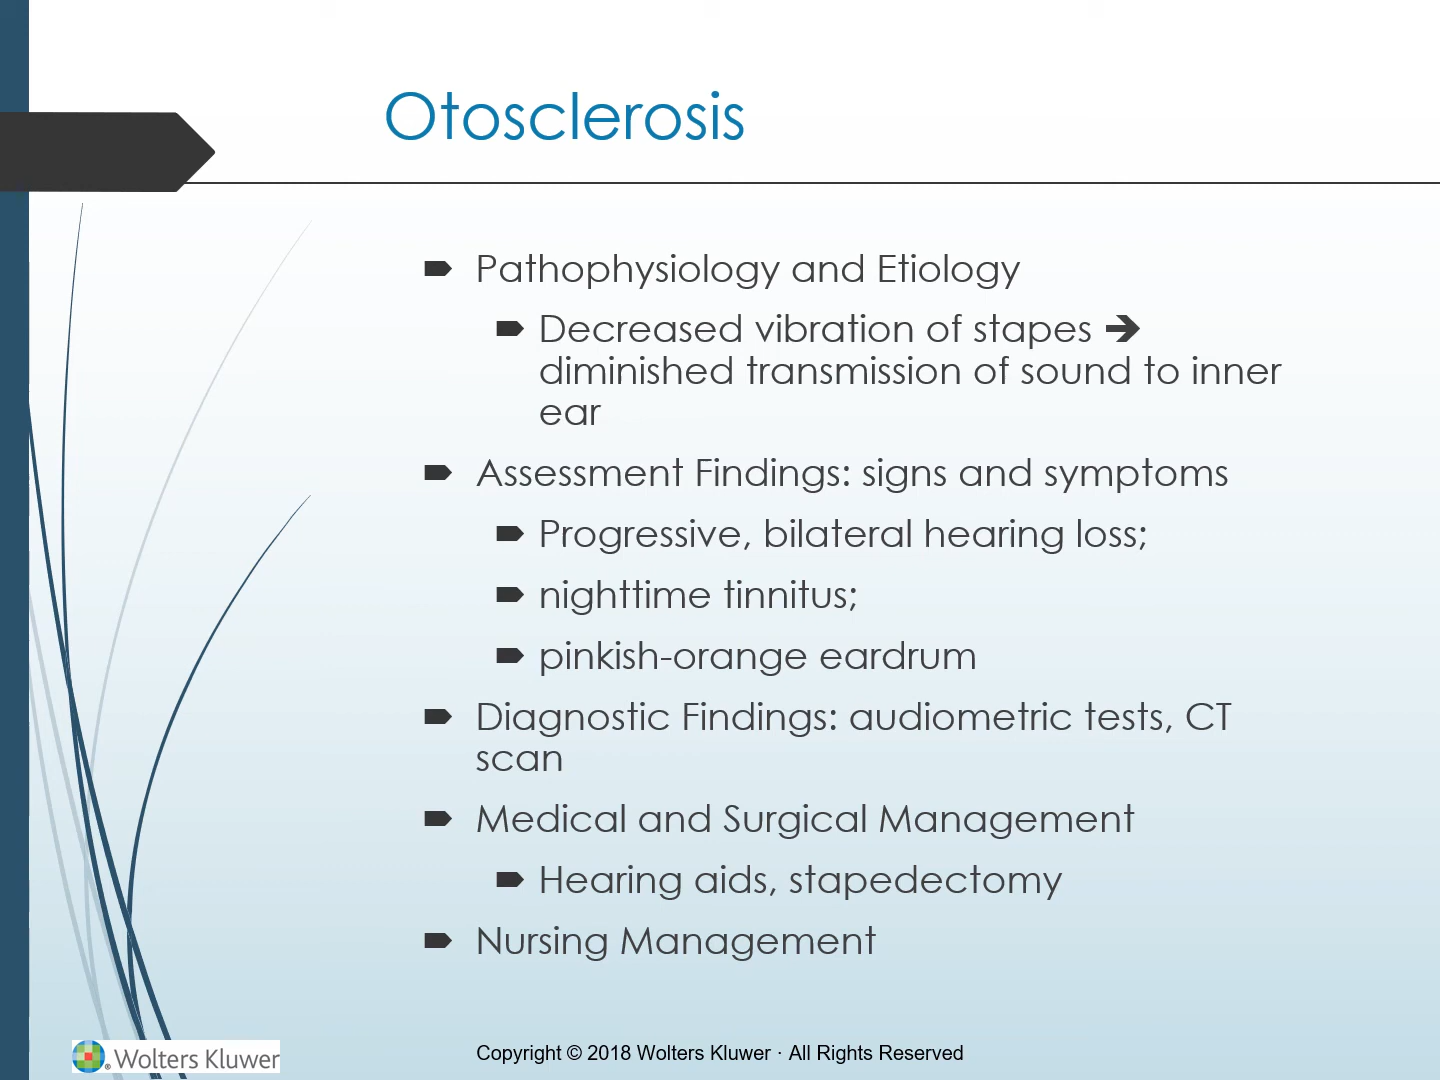 Otosclerosis
Pathophysiology and Etiology
Decreased vibration of stapes →
diminished transmission of sound to inner
ear
Assessment Findings: signs and symptoms
Progressive, bilateral hearing loss;
nighttime tinnitus;
pinkish-orange eardrum
Diagnostic Findings: audiometric tests, CT
scan
Medical and Surgical Management
Hearing aids, stapedectomy
Nursing Management
Wolters Kluwer
Copyright © 2018 Wolters Kluwer · All Rights Reserved